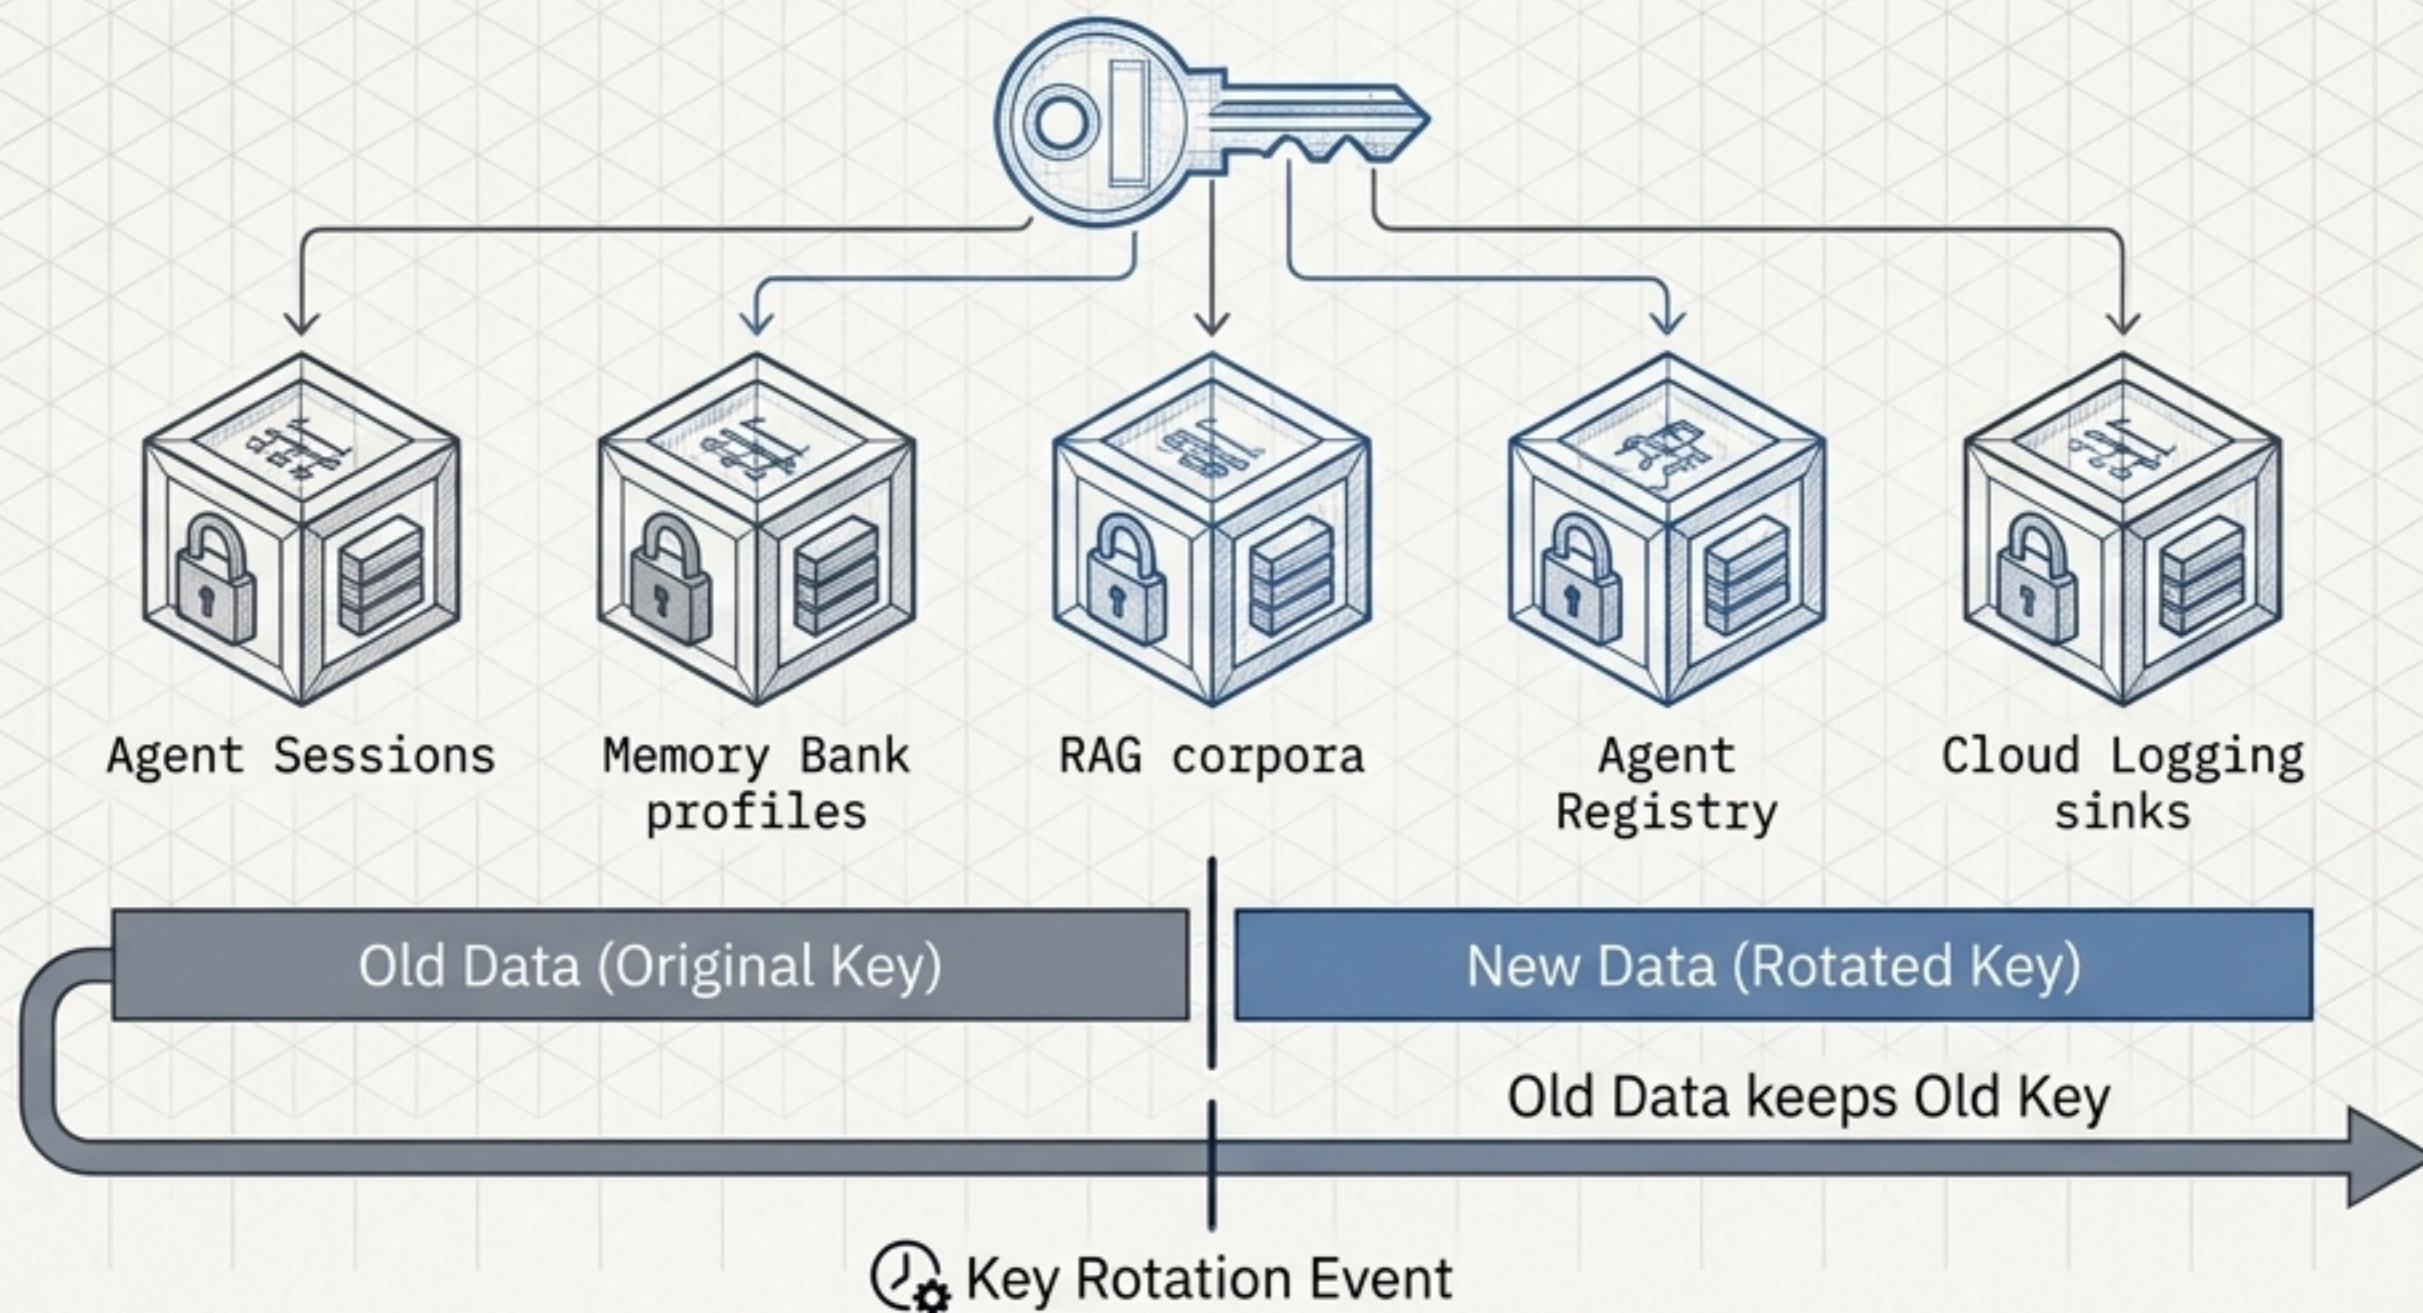 Agent Sessions
Memory Bank
profiles
RAG corpora
Agent
Registry
Cloud Logging
sinks
Old Data (Original Key)
New Data (Rotated Key)
Old Data keeps Old Key
Key Rotation Event